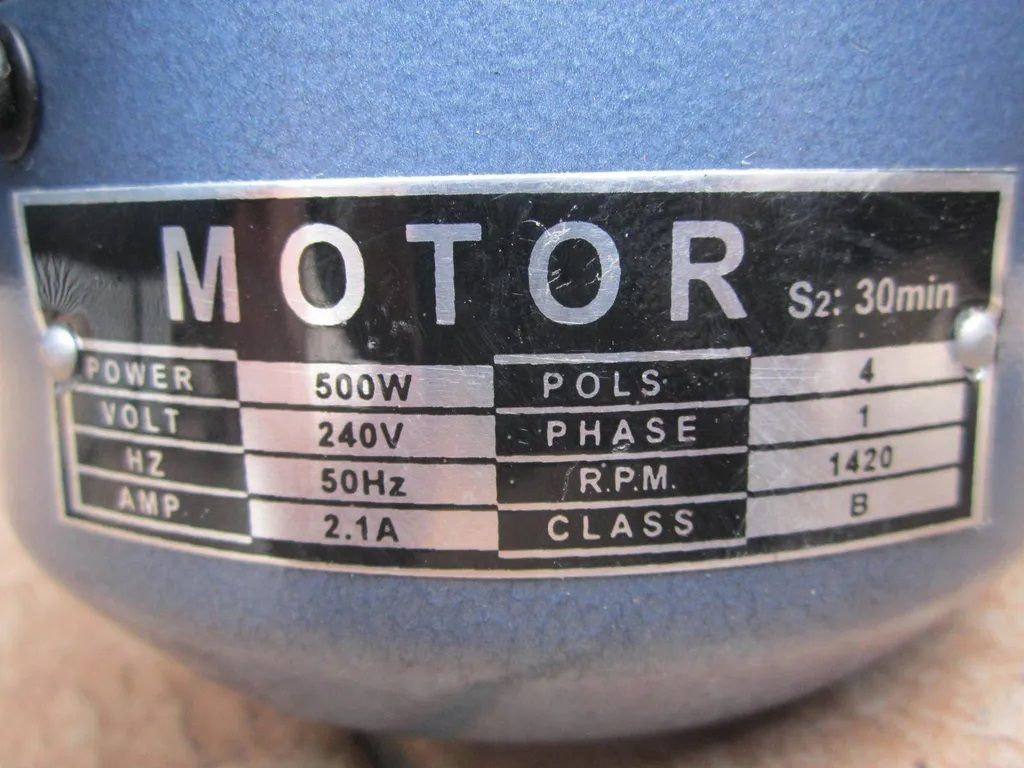 MOTOR S2: 30min
POWER 500W POLS 4
VOLT 240V PHASE 1
HZ 50Hz R.P.M. 1420
AMP 2.1A CLASS B